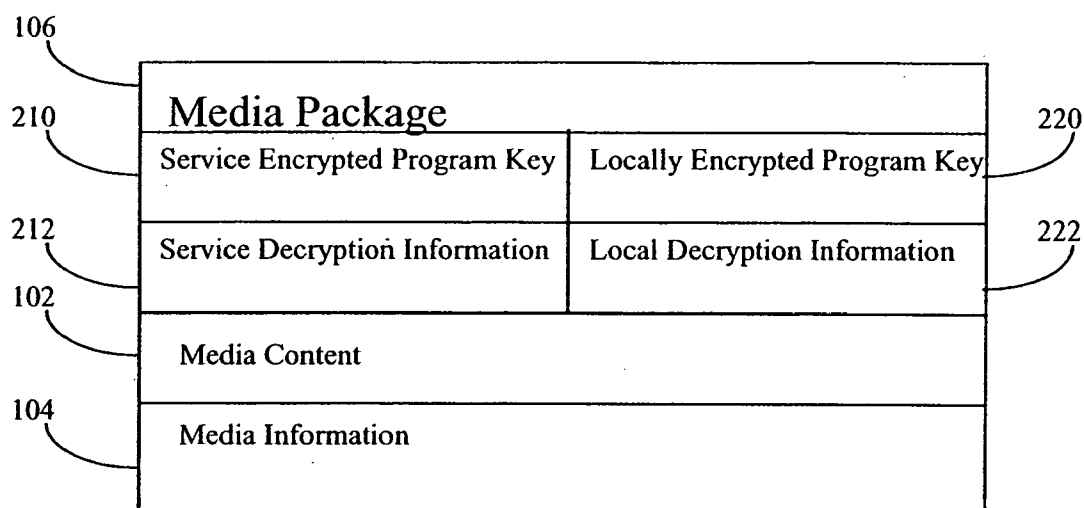 106
Media Package
210
220
Service Encrypted Program Key
Locally Encrypted Program Key
212
222
Service Decryption Information
Local Decryption Information
102
Media Content
104
Media Information